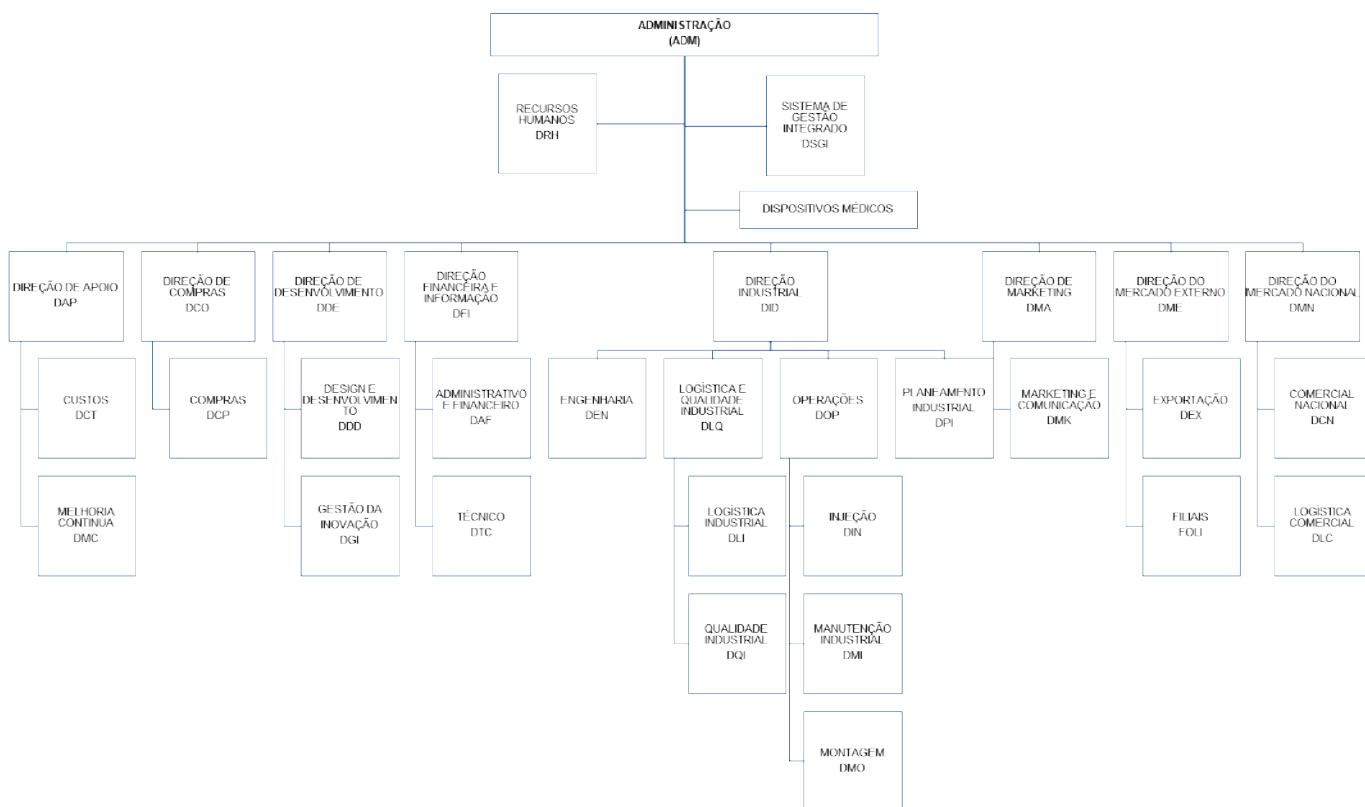 ADMINISTRAÇÃO
(ADM)
RECURSOS
HUMANOS
DRH
SISTEMA DE
GESTÃO
INTEGRADO
DSGI
DISPOSITIVOS MÉDICOS
DIREÇÃO DE APOIO
DAP
DIREÇÃO DE
COMPRAS
DCO
DIREÇÃO DE
DESENVOLVIMENTO
DDE
DIREÇÃO
FINANCEIRA E
INFORMAÇÃO
DFI
DIREÇÃO
INDUSTRIAL
DID
DIREÇÃO DE
MARKETING
DMA
DIREÇÃO DO
MERCADO EXTERNO
DME
DIREÇÃO DO
MERCADO NACIONAL
DMN
CUSTOS
DCT
COMPRAS
DCP
DESIGN E
DESENVOLVIME
NTO
DDD
ADMINISTRATIVO
E FINANCEIRO
DAF
ENGENHARIA
DEN
LOGÌSTICA E
QUALIDADE
INDUSTRIAL
DLQ
OPERAÇÕES
DOP
PLANEAMENTO
INDUSTRIAL
DPI
MARKETING E
COMUNICAÇÃO
DMK
EXPORTAÇÃO
DEX
COMERCIAL
NACIONAL
DCN
MELHORIA
CONTINUA
DMC
GESTÃO DA
INOVAÇÃO
DGI
TÉCNICO
DTC
LOGÌSTICA
INDUSTRIAL
DLI
INJEÇÃO
DIN
FILIAIS
FOLI
LOGÌSTICA
COMERCIAL
DLC
QUALIDADE
INDUSTRIAL
DQI
MANUTENÇÃO
INDUSTRIAL
DMI
MONTAGEM
DMO